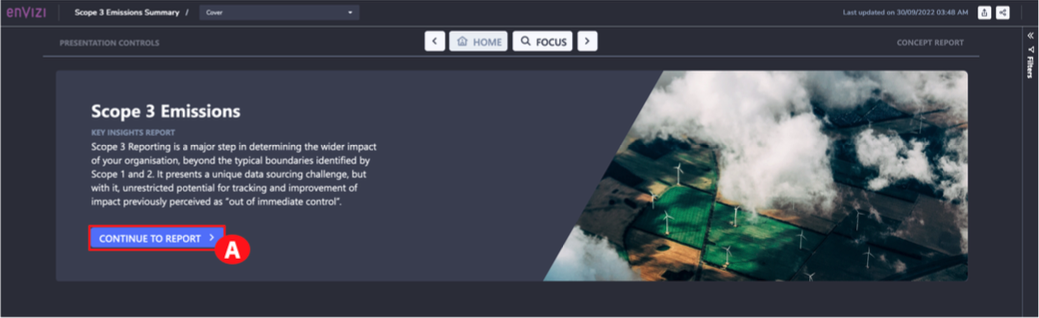 enVIZI
Scope 3 Emissions Summary /
Cover
Last updated on 30/09/2022 03:48 AM
PRESENTATION CONTROLS
HOME
FOCUS
CONCEPT REPORT
Filters
Scope 3 Emissions
KEY INSIGHTS REPORT
Scope 3 Reporting is a major step in determining the wider impact
of your organisation, beyond the typical boundaries identified by
Scope 1 and 2. It presents a unique data sourcing challenge, but
with it, unrestricted potential for tracking and improvement of
impact previously perceived as "out of immediate control".
CONTINUE TO REPORT
A